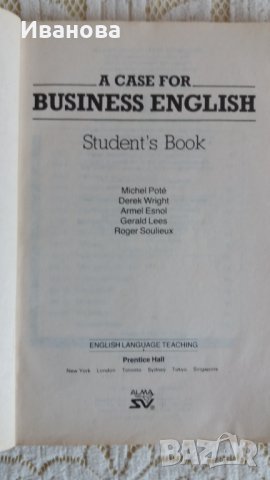 Иванова
A CASE FOR
BUSINESS ENGLISH
Student's Book
Michel Poté
Derek Wright
Armel Esnol
Gerald Lees
Roger Soulieux
ENGLISH LANGUAGE TEACHING
Prentice Hall
New York London Toronto Sydney Tokyo Singapore
ALMA
SV®
Bazar